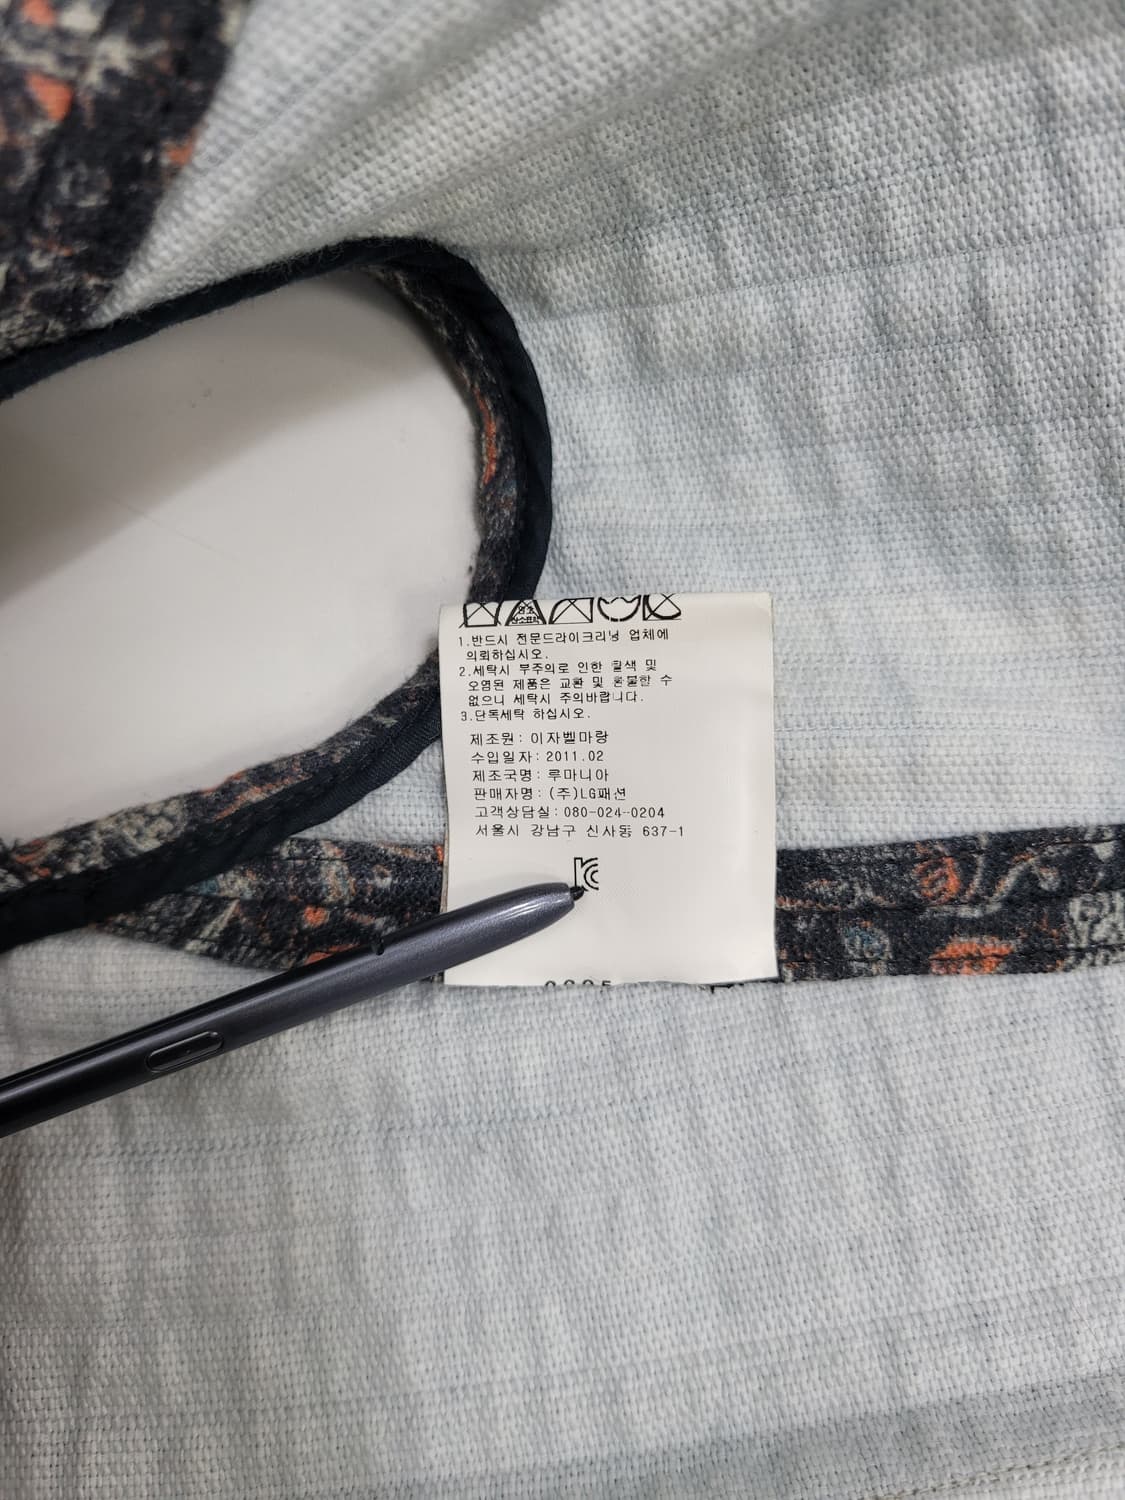 염소
산소표백
1.반드시 전문드라이크리닝 업체에
의뢰하십시오.
2.세탁시 부주의로 인한 탈색 및
오염된 제품은 교환 및 환불할 수
없으니 세탁시 주의바랍니다.
3.단독세탁 하십시오.
제조원: 이자벨마랑
수입일자: 2011.02
제조국명: 루마니아
판매자명: (주)LG패션
고객상담실: 080-024-0204
서울시 강남구 신사동 637-1